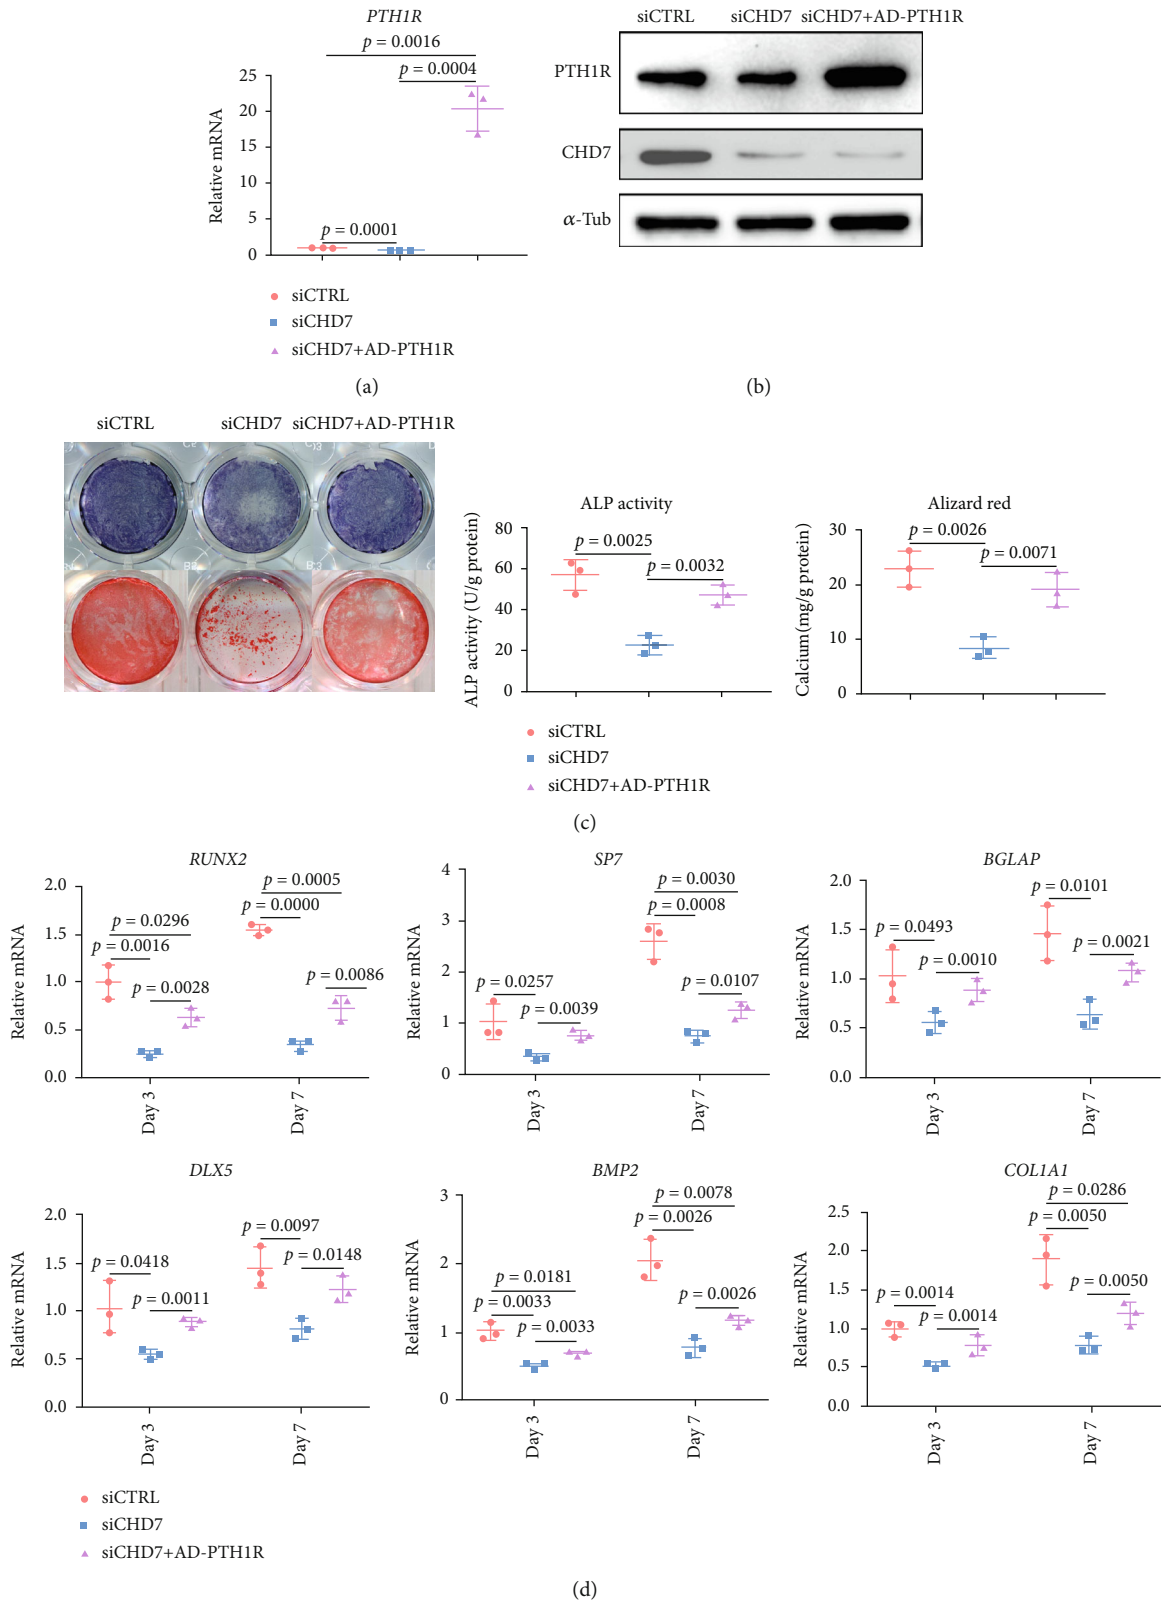 PTH1R
p = 0.0016
p = 0.0004
p = 0.0001
Relative mRNA
25
20
15
10
5
0
siCTRL
siCHD7
siCHD7+AD-PTH1R
(a)
siCTRL siCHD7 siCHD7+AD-PTH1R
PTH1R
CHD7
α-Tub
(b)
siCTRL siCHD7 siCHD7+AD-PTH1R
ALP activity
p = 0.0025
p = 0.0032
ALP activity (U/g protein)
80
60
40
20
0
Alizard red
p = 0.0026
p = 0.0071
Calcium(mg/g protein)
30
20
10
0
siCTRL
siCHD7
siCHD7+AD-PTH1R
(c)
RUNX2
p = 0.0005
p = 0.0000
p = 0.0296
p = 0.0016
p = 0.0028
p = 0.0086
Relative mRNA
2.0
1.5
1.0
0.5
0.0
Day 3
Day 7
SP7
p = 0.0030
p = 0.0008
p = 0.0257
p = 0.0107
p = 0.0039
Relative mRNA
4
3
2
1
0
Day 3
Day 7
BGLAP
p = 0.0101
p = 0.0493
p = 0.0021
p = 0.0010
Relative mRNA
2.0
1.5
1.0
0.5
0.0
Day 3
Day 7
DLX5
p = 0.0097
p = 0.0418
p = 0.0148
p = 0.0011
Relative mRNA
2.0
1.5
1.0
0.5
0.0
Day 3
Day 7
BMP2
p = 0.0078
p = 0.0026
p = 0.0181
p = 0.0033
p = 0.0026
p = 0.0033
Relative mRNA
3
2
1
0
Day 3
Day 7
COL1A1
p = 0.0286
p = 0.0050
p = 0.0014
p = 0.0050
p = 0.0014
Relative mRNA
2.5
2.0
1.5
1.0
0.5
0.0
Day 3
Day 7
siCTRL
siCHD7
siCHD7+AD-PTH1R
(d)